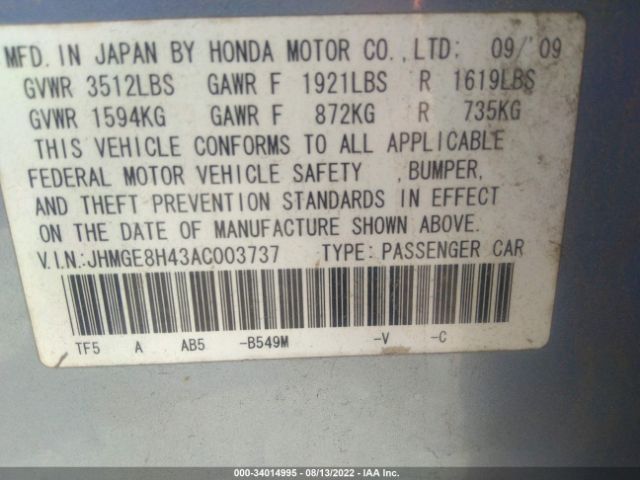 MFD. IN JAPAN BY HONDA MOTOR CO.,LTD: 09/'09
GVWR 3512LBS GAWR F 1921LBS R 1619LBS
GVWR 1594KG GAWR F 872KG R 735KG
THIS VEHICLE CONFORMS TO ALL APPLICABLE
FEDERAL MOTOR VEHICLE SAFETY ,BUMPER,
AND THEFT PREVENTION STANDARDS IN EFFECT
ON THE DATE OF MANUFACTURE SHOWN ABOVE.
V.I.N.:JHMGE8H43AC003737 TYPE: PASSENGER CAR
TF5 A AB5 -B549M -V -C
000-34014995 - 08/13/2022 - IAA Inc.